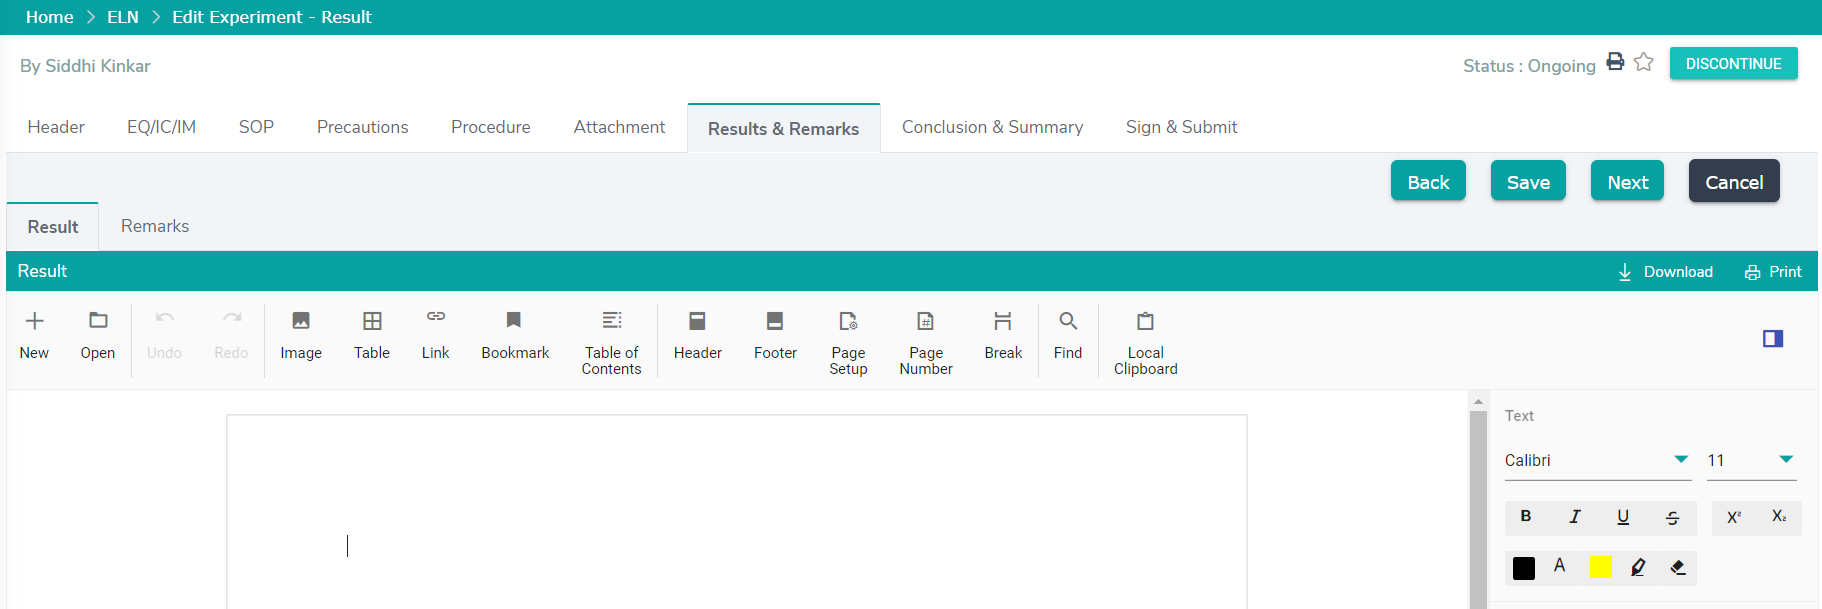 Home > ELN > Edit Experiment - Result
By Siddhi Kinkar
Status : Ongoing
DISCONTINUE
Header EQ/IC/IM SOP Precautions Procedure Attachment Results & Remarks Conclusion & Summary Sign & Submit
Back Save Next Cancel
Result Remarks
Result
Download Print
New Open Undo Redo Image Table Link Bookmark Table of Contents Header Footer Page Setup Page Number Break Find Local Clipboard
Text
Calibri 11
B I U S X² X₂
A